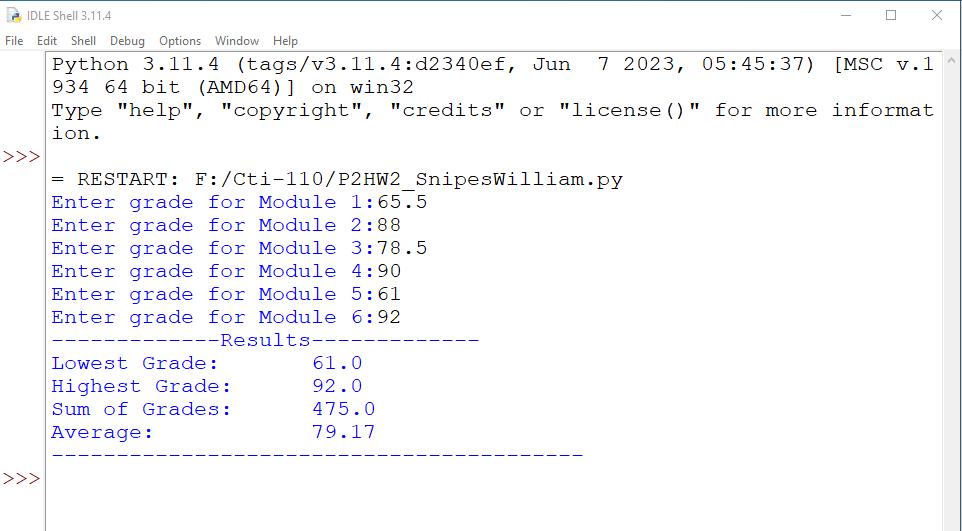 IDLE Shell 3.11.4
File Edit Shell Debug Options Window Help
Python 3.11.4 (tags/v3.11.4:d2340ef, Jun  7 2023, 05:45:37) [MSC v.1
934 64 bit (AMD64)] on win32
Type "help", "copyright", "credits" or "license()" for more informat
ion.
>>>
= RESTART: F:/Cti-110/P2HW2_SnipesWilliam.py
Enter grade for Module 1:65.5
Enter grade for Module 2:88
Enter grade for Module 3:78.5
Enter grade for Module 4:90
Enter grade for Module 5:61
Enter grade for Module 6:92
-------------Results-------------
Lowest Grade:       61.0
Highest Grade:      92.0
Sum of Grades:      475.0
Average:            79.17
-----------------------------------------
>>>